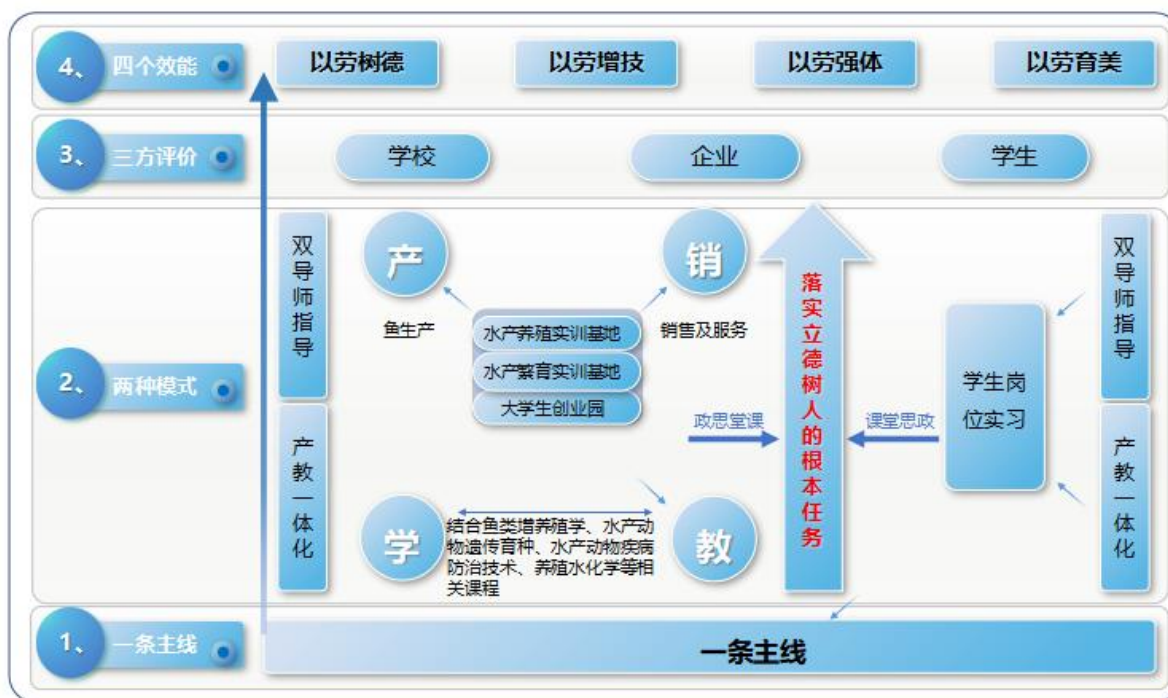 4、 四个效能
以劳树德
以劳增技
以劳强体
以劳育美
3、 三方评价
学校
企业
学生
2、 两种模式
双导师指导
产教一体化
产
鱼生产
销
销售及服务
水产养殖实训基地
水产繁育实训基地
大学生创业园
政思堂课
落实立德树人的根本任务
课堂思政
学生岗
位实习
双导师指导
产教一体化
学
结合鱼类增养殖学、水产动
物遗传育种、水产动物疾病
防治技术、养殖水化学等相
关课程
教
1、 一条主线
一条主线